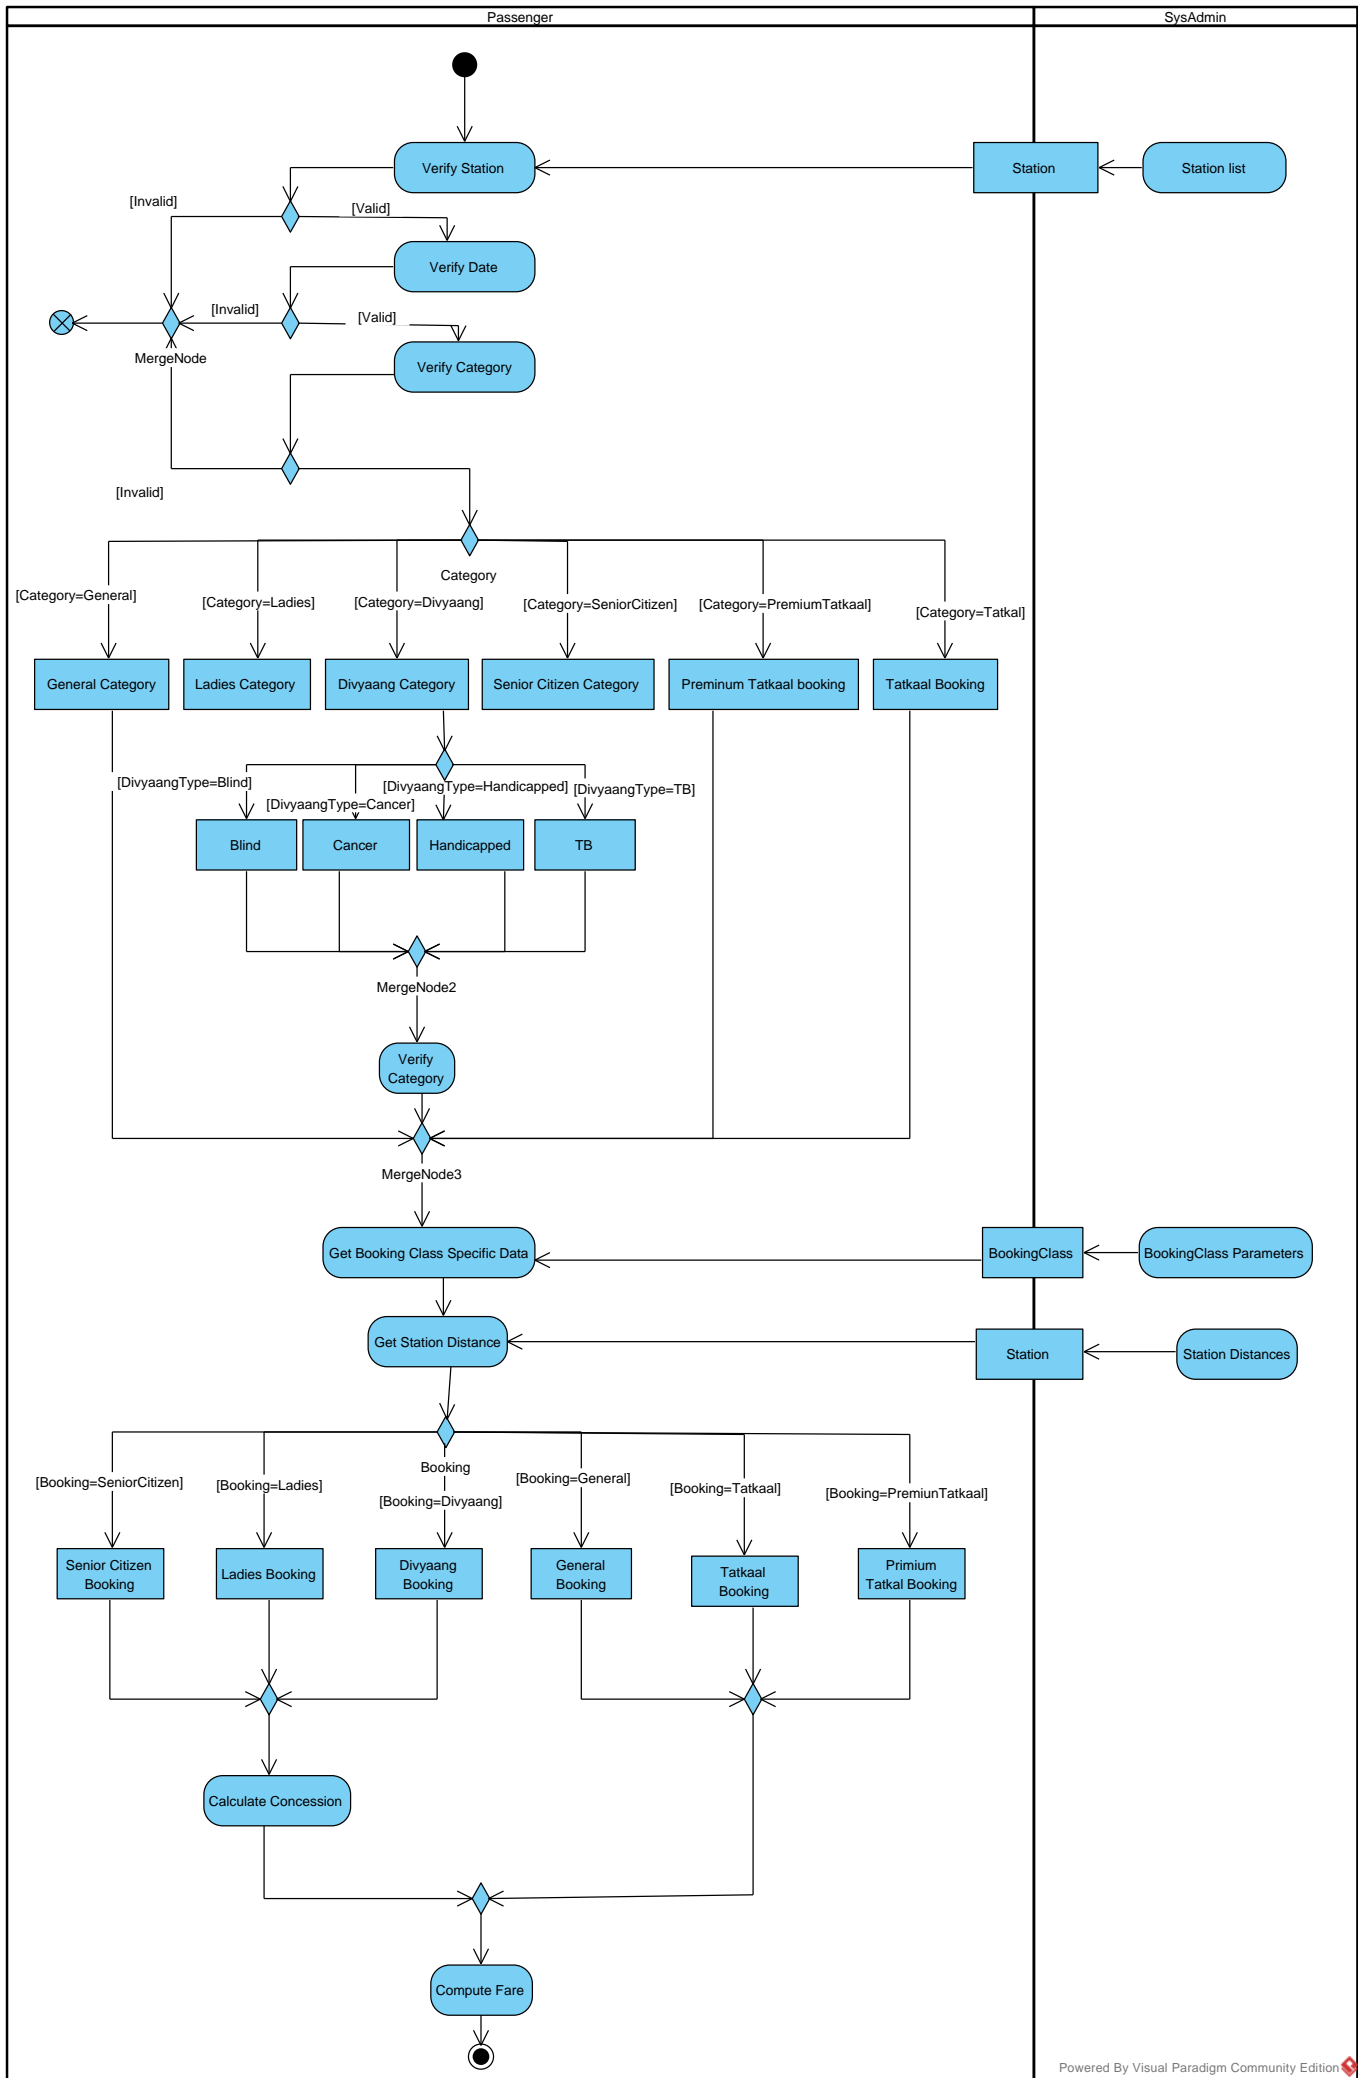 Passenger
SysAdmin
Verify Station
Station
Station list
[Invalid]
[Valid]
Verify Date
[Invalid]
[Valid]
MergeNode
Verify Category
[Invalid]
Category
[Category=General]
[Category=Ladies]
[Category=Divyaang]
[Category=SeniorCitizen]
[Category=PremiumTatkaal]
[Category=Tatkal]
General Category
Ladies Category
Divyaang Category
Senior Citizen Category
Preminum Tatkaal booking
Tatkaal Booking
[DivyaangType=Blind]
[DivyaangType=Cancer]
[DivyaangType=Handicapped]
[DivyaangType=TB]
Blind
Cancer
Handicapped
TB
MergeNode2
Verify
Category
MergeNode3
Get Booking Class Specific Data
BookingClass
BookingClass Parameters
Get Station Distance
Station
Station Distances
Booking
[Booking=SeniorCitizen]
[Booking=Ladies]
[Booking=Divyaang]
[Booking=General]
[Booking=Tatkaal]
[Booking=PremiunTatkaal]
Senior Citizen
Booking
Ladies Booking
Divyaang
Booking
General
Booking
Tatkaal
Booking
Primium
Tatkal Booking
Calculate Concession
Compute Fare
Powered By Visual Paradigm Community Edition